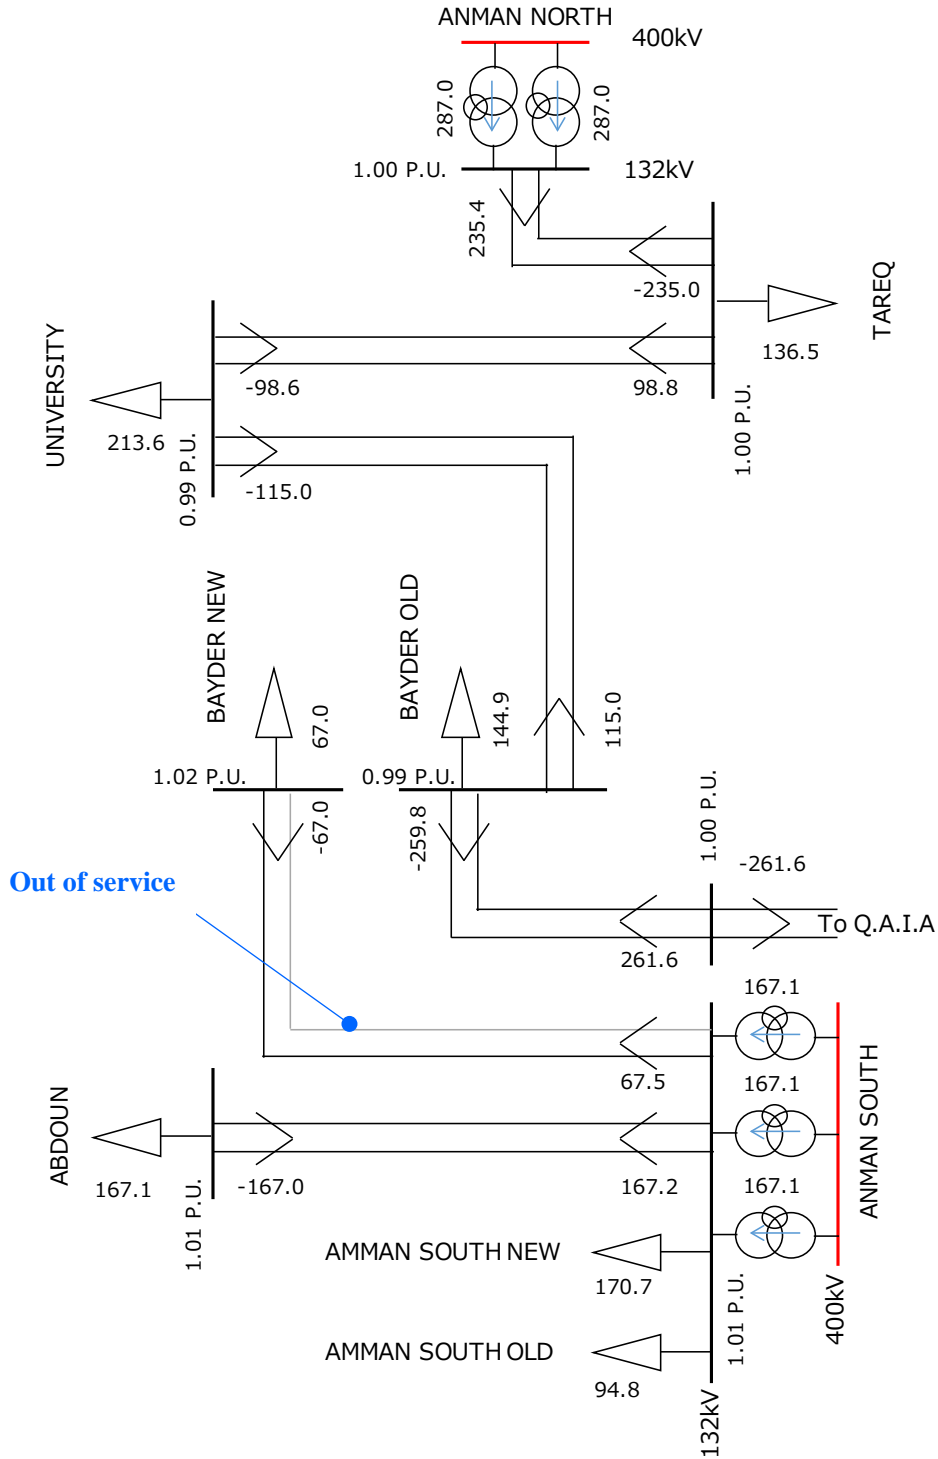 ANMAN NORTH
400kV
287.0
287.0
1.00 P.U.
132kV
235.4
-235.0
TAREQ
136.5
UNIVERSITY
-98.6
98.8
213.6
0.99 P.U.
1.00 P.U.
-115.0
BAYDER NEW
BAYDER OLD
67.0
144.9
115.0
1.02 P.U.
0.99 P.U.
-67.0
-259.8
1.00 P.U.
-261.6
Out of service
To Q.A.I.A
261.6
167.1
67.5
167.1
ANMAN SOUTH
ABDOUN
167.1
1.01 P.U.
-167.0
167.2
167.1
AMMAN SOUTH NEW
170.7
1.01 P.U.
400kV
AMMAN SOUTH OLD
94.8
132kV